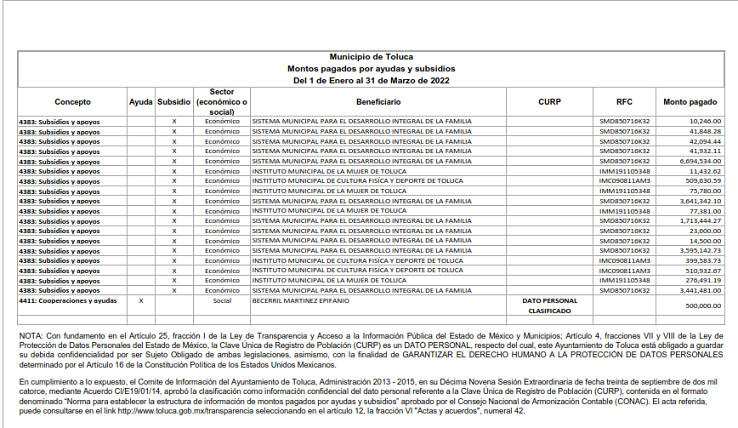 Municipio de Toluca
Montos pagados por ayudas y subsidios
Del 1 de Enero al 31 de Marzo de 2022
Concepto Ayuda Subsidio Sector (económico o social) Beneficiario CURP RFC Monto pagado
4383: Subsidios y apoyos X Económico SISTEMA MUNICIPAL PARA EL DESARROLLO INTEGRAL DE LA FAMILIA SMD850716K32 10,246.00
4383: Subsidios y apoyos X Económico SISTEMA MUNICIPAL PARA EL DESARROLLO INTEGRAL DE LA FAMILIA SMD850716K32 41,848.28
4383: Subsidios y apoyos X Económico SISTEMA MUNICIPAL PARA EL DESARROLLO INTEGRAL DE LA FAMILIA SMD850716K32 42,094.44
4383: Subsidios y apoyos X Económico SISTEMA MUNICIPAL PARA EL DESARROLLO INTEGRAL DE LA FAMILIA SMD850716K32 41,932.11
4383: Subsidios y apoyos X Económico SISTEMA MUNICIPAL PARA EL DESARROLLO INTEGRAL DE LA FAMILIA SMD850716K32 6,694,534.00
4383: Subsidios y apoyos X Económico INSTITUTO MUNICIPAL DE LA MUJER DE TOLUCA IMM191105348 11,432.62
4383: Subsidios y apoyos X Económico INSTITUTO MUNICIPAL DE CULTURA FISÍCA Y DEPORTE DE TOLUCA IMC090811AM3 509,630.59
4383: Subsidios y apoyos X Económico INSTITUTO MUNICIPAL DE LA MUJER DE TOLUCA IMM191105348 75,780.00
4383: Subsidios y apoyos X Económico SISTEMA MUNICIPAL PARA EL DESARROLLO INTEGRAL DE LA FAMILIA SMD850716K32 3,641,342.10
4383: Subsidios y apoyos X Económico INSTITUTO MUNICIPAL DE LA MUJER DE TOLUCA IMM191105348 77,381.00
4383: Subsidios y apoyos X Económico SISTEMA MUNICIPAL PARA EL DESARROLLO INTEGRAL DE LA FAMILIA SMD850716K32 1,713,444.27
4383: Subsidios y apoyos X Económico SISTEMA MUNICIPAL PARA EL DESARROLLO INTEGRAL DE LA FAMILIA SMD850716K32 23,600.00
4383: Subsidios y apoyos X Económico SISTEMA MUNICIPAL PARA EL DESARROLLO INTEGRAL DE LA FAMILIA SMD850716K32 14,500.00
4383: Subsidios y apoyos X Económico SISTEMA MUNICIPAL PARA EL DESARROLLO INTEGRAL DE LA FAMILIA SMD850716K32 3,595,142.73
4383: Subsidios y apoyos X Económico INSTITUTO MUNICIPAL DE CULTURA FISÍCA Y DEPORTE DE TOLUCA IMC090811AM3 399,583.73
4383: Subsidios y apoyos X Económico INSTITUTO MUNICIPAL DE CULTURA FISÍCA Y DEPORTE DE TOLUCA IMC090811AM3 510,932.67
4383: Subsidios y apoyos X Económico INSTITUTO MUNICIPAL DE LA MUJER DE TOLUCA IMM191105348 276,491.19
4383: Subsidios y apoyos X Económico SISTEMA MUNICIPAL PARA EL DESARROLLO INTEGRAL DE LA FAMILIA SMD850716K32 3,441,481.00
4411: Cooperaciones y ayudas X Social BECERRIL MARTINEZ EPIFANIO DATO PERSONAL CLASIFICADO 500,000.00
NOTA: Con fundamento en el Artículo 25, fracción I de la Ley de Transparencia y Acceso a la Información Pública del Estado de México y Municipios; Artículo 4, fracciones VII y VIII de la Ley de
Protección de Datos Personales del Estado de México, la Clave Única de Registro de Población (CURP) es un DATO PERSONAL, respecto del cual, este Ayuntamiento de Toluca está obligado a guardar
su debida confidencialidad por ser Sujeto Obligado de ambas legislaciones, asimismo, con la finalidad de GARANTIZAR EL DERECHO HUMANO A LA PROTECCIÓN DE DATOS PERSONALES
determinado por el Artículo 16 de la Constitución Política de los Estados Unidos Mexicanos.
En cumplimiento a lo expuesto, el Comite de Información del Ayuntamiento de Toluca, Administración 2013 - 2015, en su Décima Novena Sesión Extraordinaria de fecha treinta de septiembre de dos mil
catorce, mediante Acuerdo CI/E19/01/14, aprobó la clasificación como información confidencial del dato personal referente a la Clave Única de Registro de Población (CURP), contenida en el formato
denominado "Norma para establecer la estructura de información de montos pagados por ayudas y subsidios" aprobado por el Consejo Nacional de Armonización Contable (CONAC). El acta referida,
puede consultarse en el link http://www.toluca.gob.mx/transparencia seleccionando en el artículo 12, la fracción VI "Actas y acuerdos", numeral 42.